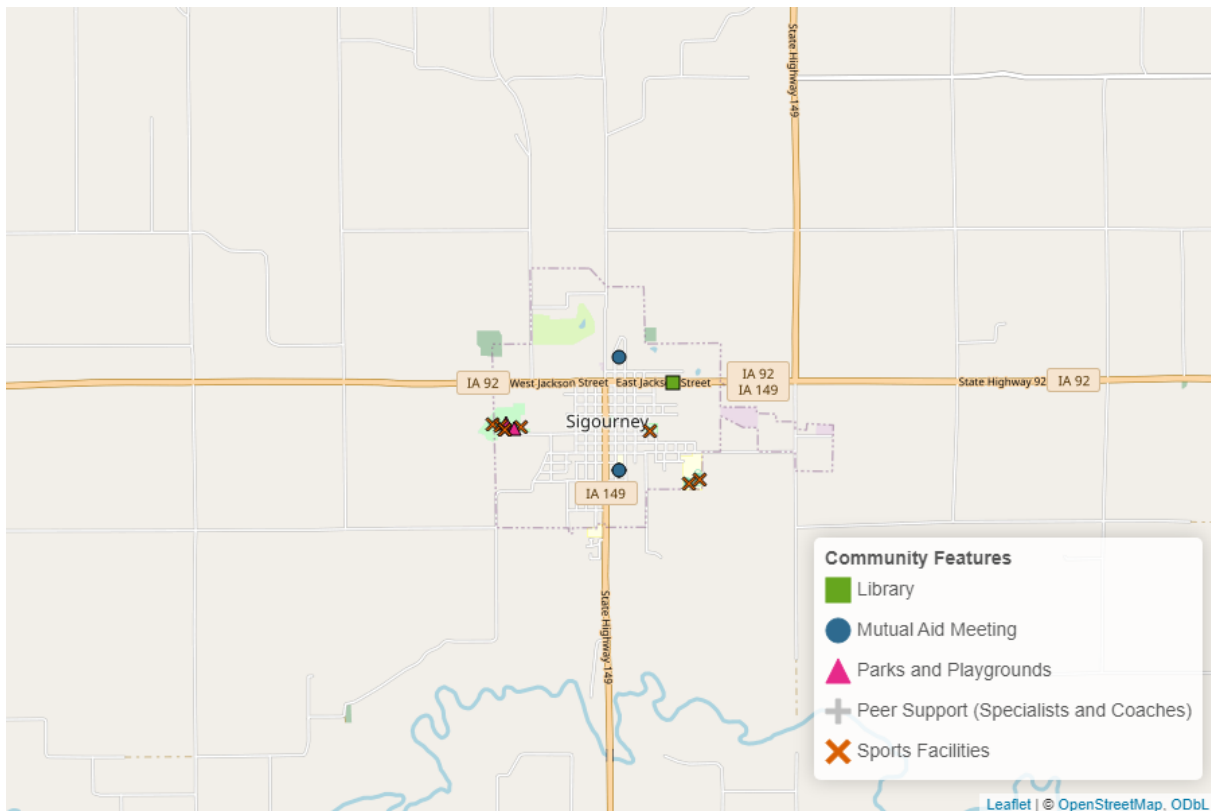 State Highway 149
IA 92
West Jackson Street
East Jackson Street
IA 92
IA 149
State Highway 92
IA 92
Sigourney
IA 149
State Highway 149
Community Features
Library
Mutual Aid Meeting
Parks and Playgrounds
Peer Support (Specialists and Coaches)
Sports Facilities
Leaflet | © OpenStreetMap, ODbL